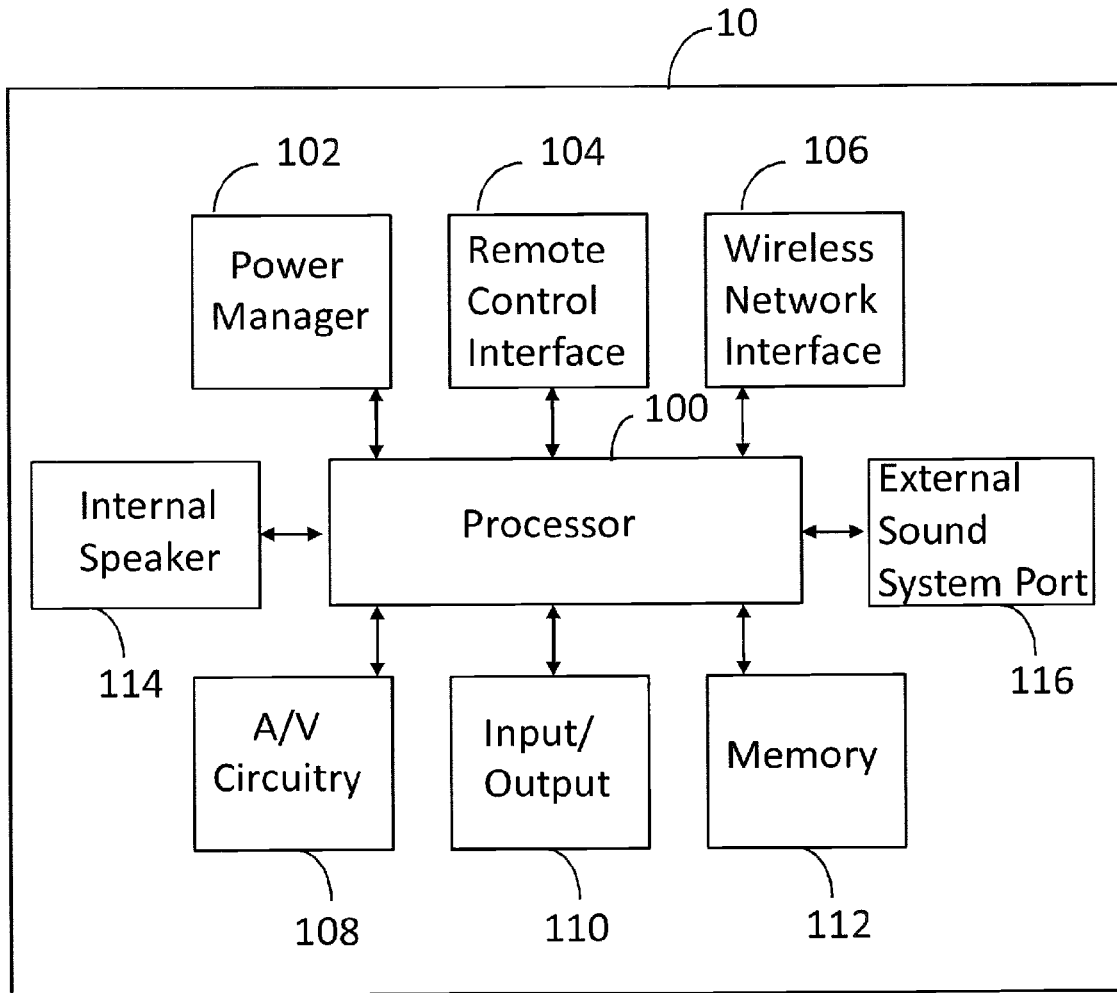 10
102
104
106
Power
Manager
Remote
Control
Interface
Wireless
Network
Interface
100
Internal
Speaker
Processor
External
Sound
System Port
114
116
A/V
Circuitry
Input/
Output
Memory
108
110
112